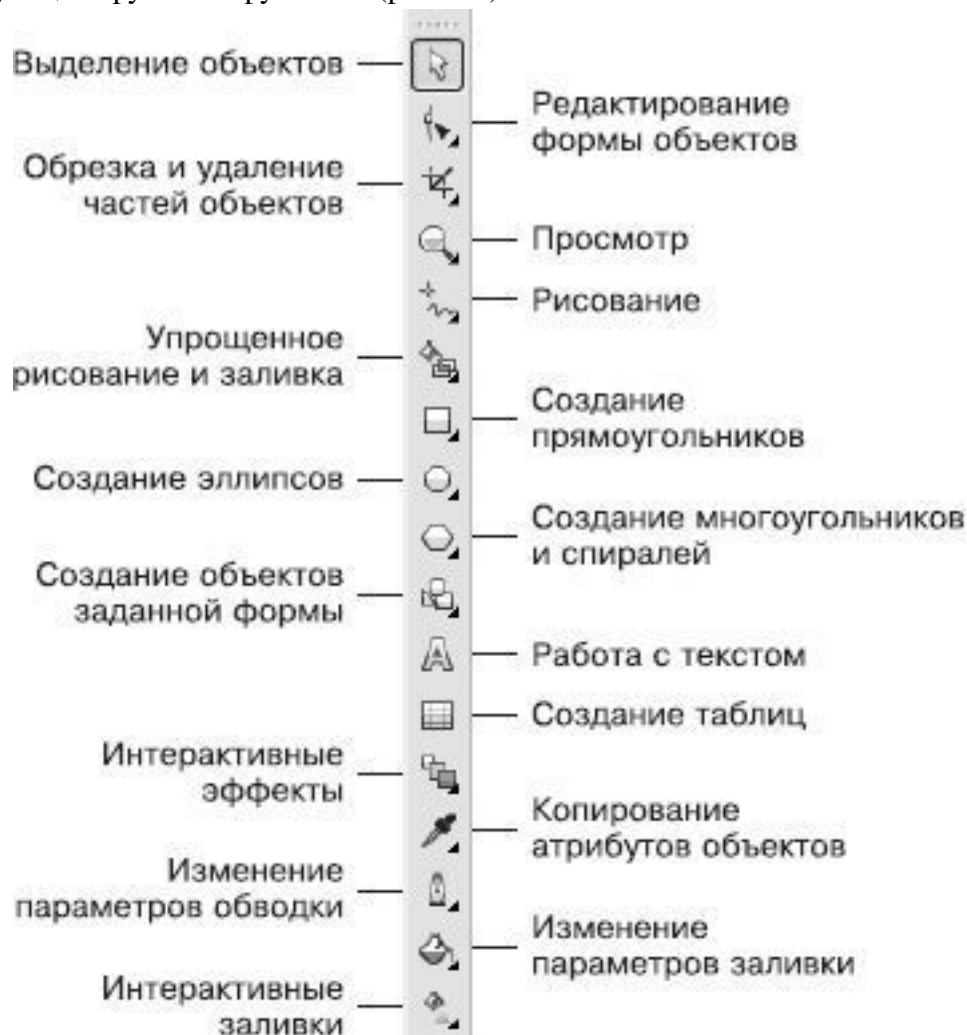 Выделение объектов
Редактирование
формы объектов
Обрезка и удаление
частей объектов
Просмотр
Рисование
Упрощенное
рисование и заливка
Создание
прямоугольников
Создание эллипсов
Создание многоугольников
и спиралей
Создание объектов
заданной формы
Работа с текстом
Создание таблиц
Интерактивные
эффекты
Копирование
атрибутов объектов
Изменение
параметров обводки
Изменение
параметров заливки
Интерактивные
заливки